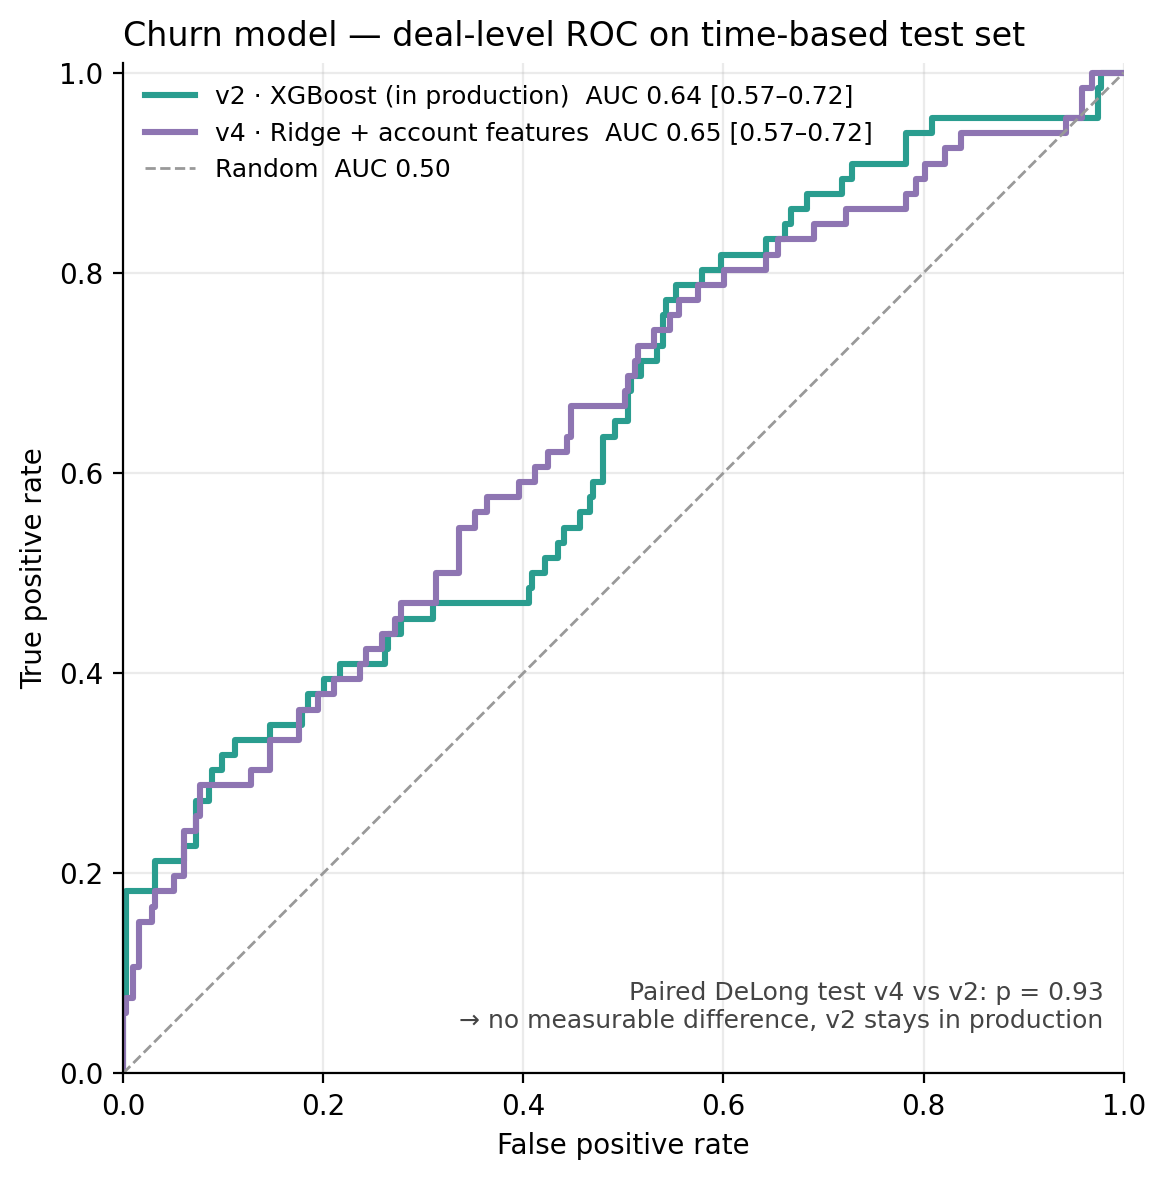 Churn model — deal-level ROC on time-based test set
v2 · XGBoost (in production)  AUC 0.64 [0.57–0.72]
v4 · Ridge + account features  AUC 0.65 [0.57–0.72]
Random  AUC 0.50
1.0
0.8
0.6
0.4
0.2
0.0
True positive rate
Paired DeLong test v4 vs v2: p = 0.93
→ no measurable difference, v2 stays in production
0.0 0.2 0.4 0.6 0.8 1.0
False positive rate